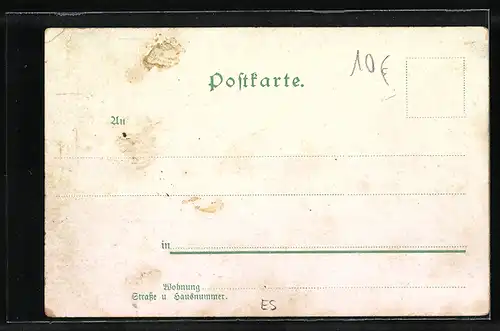 Postkarte.
10€
An
in
Wohnung
Straße u Hausnummer.
ES